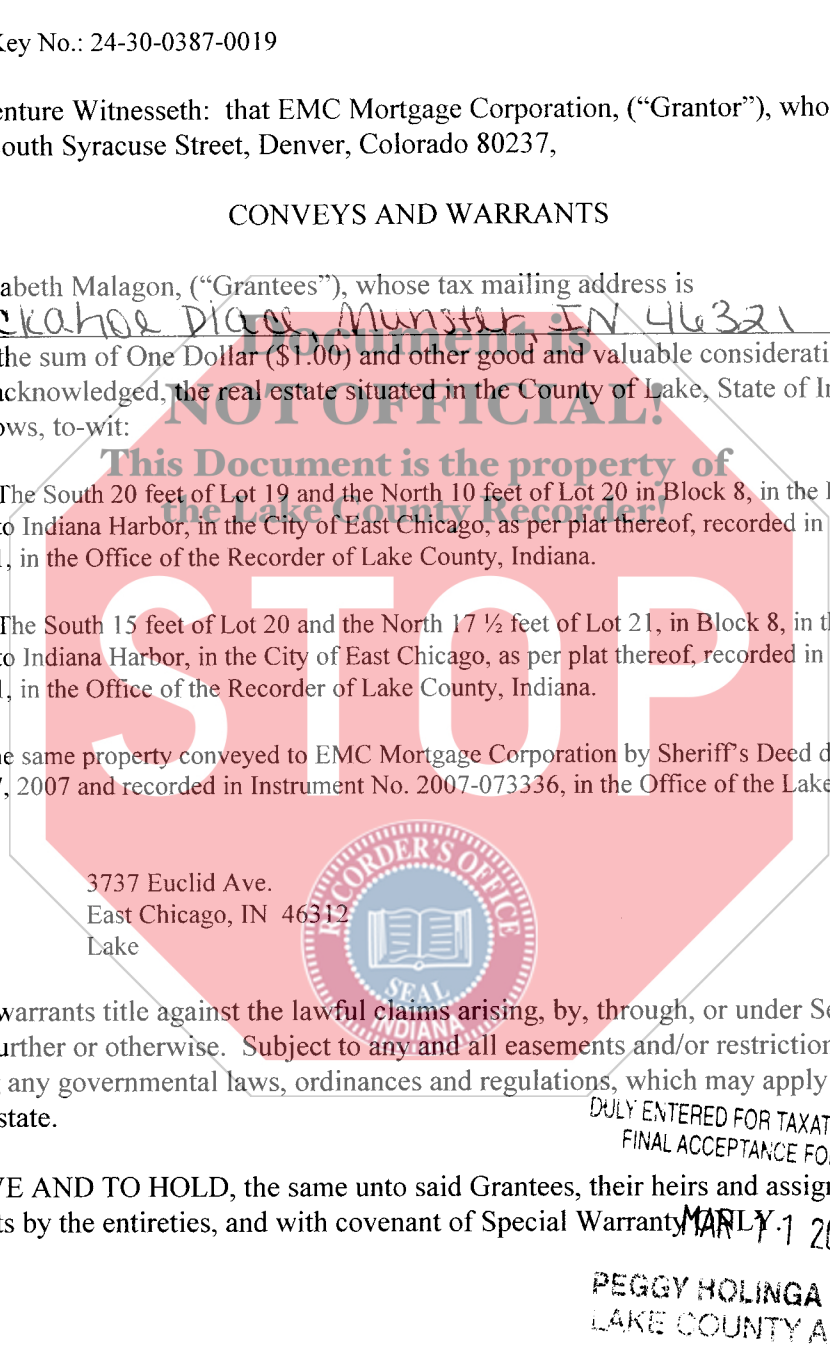 Key No.: 24-30-0387-0019
enture Witnesseth: that EMC Mortgage Corporation, (“Grantor”), who
outh Syracuse Street, Denver, Colorado 80237,
CONVEYS AND WARRANTS
abeth Malagon, (“Grantees”), whose tax mailing address is
ckahoe Place, Munster, IN 46321
the sum of One Dollar ($1.00) and other good and valuable considerati
acknowledged, the real estate situated in the County of Lake, State of In
ows, to-wit:
Document is
NOT OFFICIAL!
This Document is the property of
the Lake County Recorder!
The South 20 feet of Lot 19 and the North 10 feet of Lot 20 in Block 8, in the
to Indiana Harbor, in the City of East Chicago, as per plat thereof, recorded in
, in the Office of the Recorder of Lake County, Indiana.
The South 15 feet of Lot 20 and the North 17 ½ feet of Lot 21, in Block 8, in th
to Indiana Harbor, in the City of East Chicago, as per plat thereof, recorded in
, in the Office of the Recorder of Lake County, Indiana.
STOP
e same property conveyed to EMC Mortgage Corporation by Sheriff's Deed d
7, 2007 and recorded in Instrument No. 2007-073336, in the Office of the Lake
3737 Euclid Ave.
East Chicago, IN 46312
Lake
RECORDER'S OFFICE
SEAL
INDIANA
warrants title against the lawful claims arising, by, through, or under Se
urther or otherwise. Subject to any and all easements and/or restriction
any governmental laws, ordinances and regulations, which may apply
state.
DULY ENTERED FOR TAXAT
FINAL ACCEPTANCE FO
VE AND TO HOLD, the same unto said Grantees, their heirs and assign
ts by the entireties, and with covenant of Special Warranty ONLY.
MAR 11 20
PEGGY HOLINGA
LAKE COUNTY A